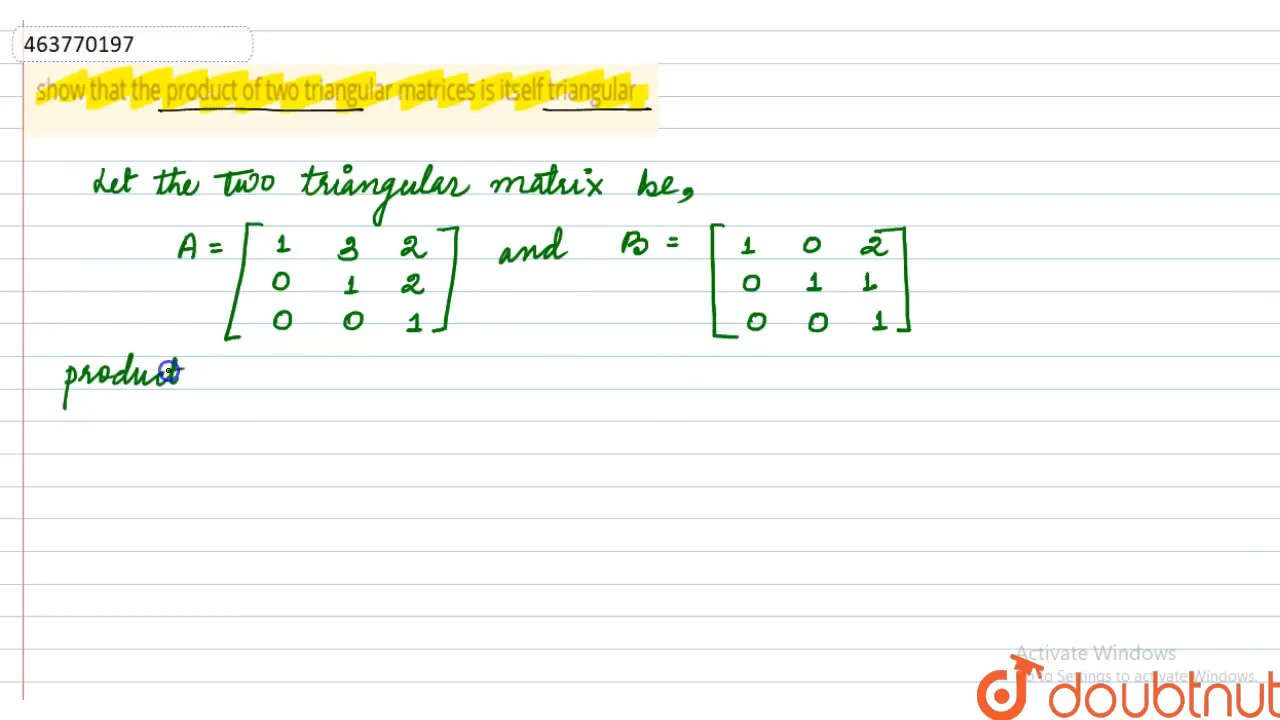 463770197
show that the product of two triangular matrices is itself triangular
Let the two triangular matrix be,
A = [ 1 3 2 ] and B = [ 1 0 2 ]
0 1 2 0 1 1
0 0 1 0 0 1
product
Activate Windows
Go to Settings to activate Windows.
doubtnut